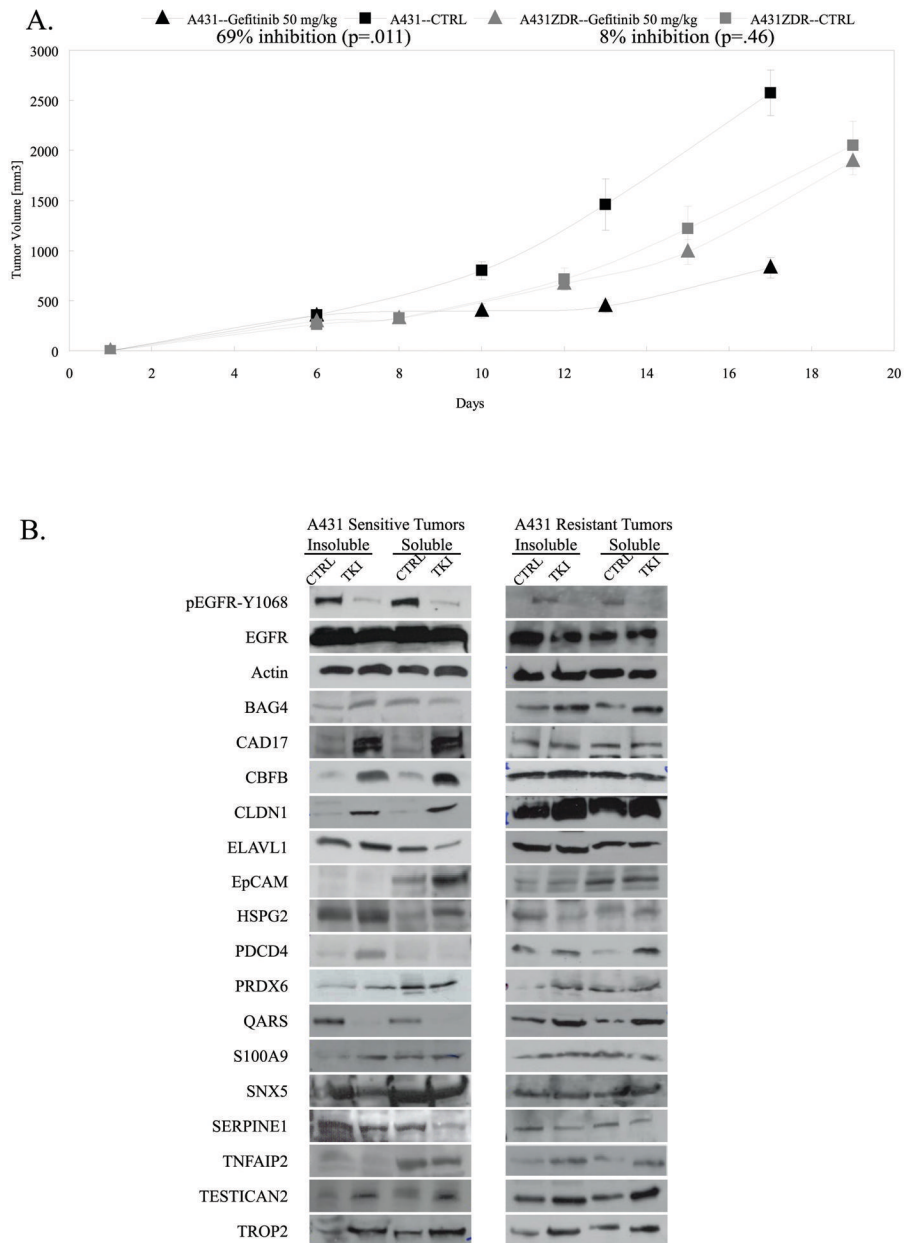 A.
A431--Gefitinib 50 mg/kg A431--CTRL A431ZDR--Gefitinib 50 mg/kg A431ZDR--CTRL
69% inhibition (p=.011) 8% inhibition (p=.46)
3000
2500
2000
1500
1000
500
0
Tumor Volume [mm3]
0 2 4 6 8 10 12 14 16 18 20
Days
B.
A431 Sensitive Tumors A431 Resistant Tumors
Insoluble Soluble Insoluble Soluble
CTRL TKI CTRL TKI CTRL TKI CTRL TKI
pEGFR-Y1068
EGFR
Actin
BAG4
CAD17
CBFB
CLDN1
ELAVL1
EpCAM
HSPG2
PDCD4
PRDX6
QARS
S100A9
SNX5
SERPINE1
TNFAIP2
TESTICAN2
TROP2